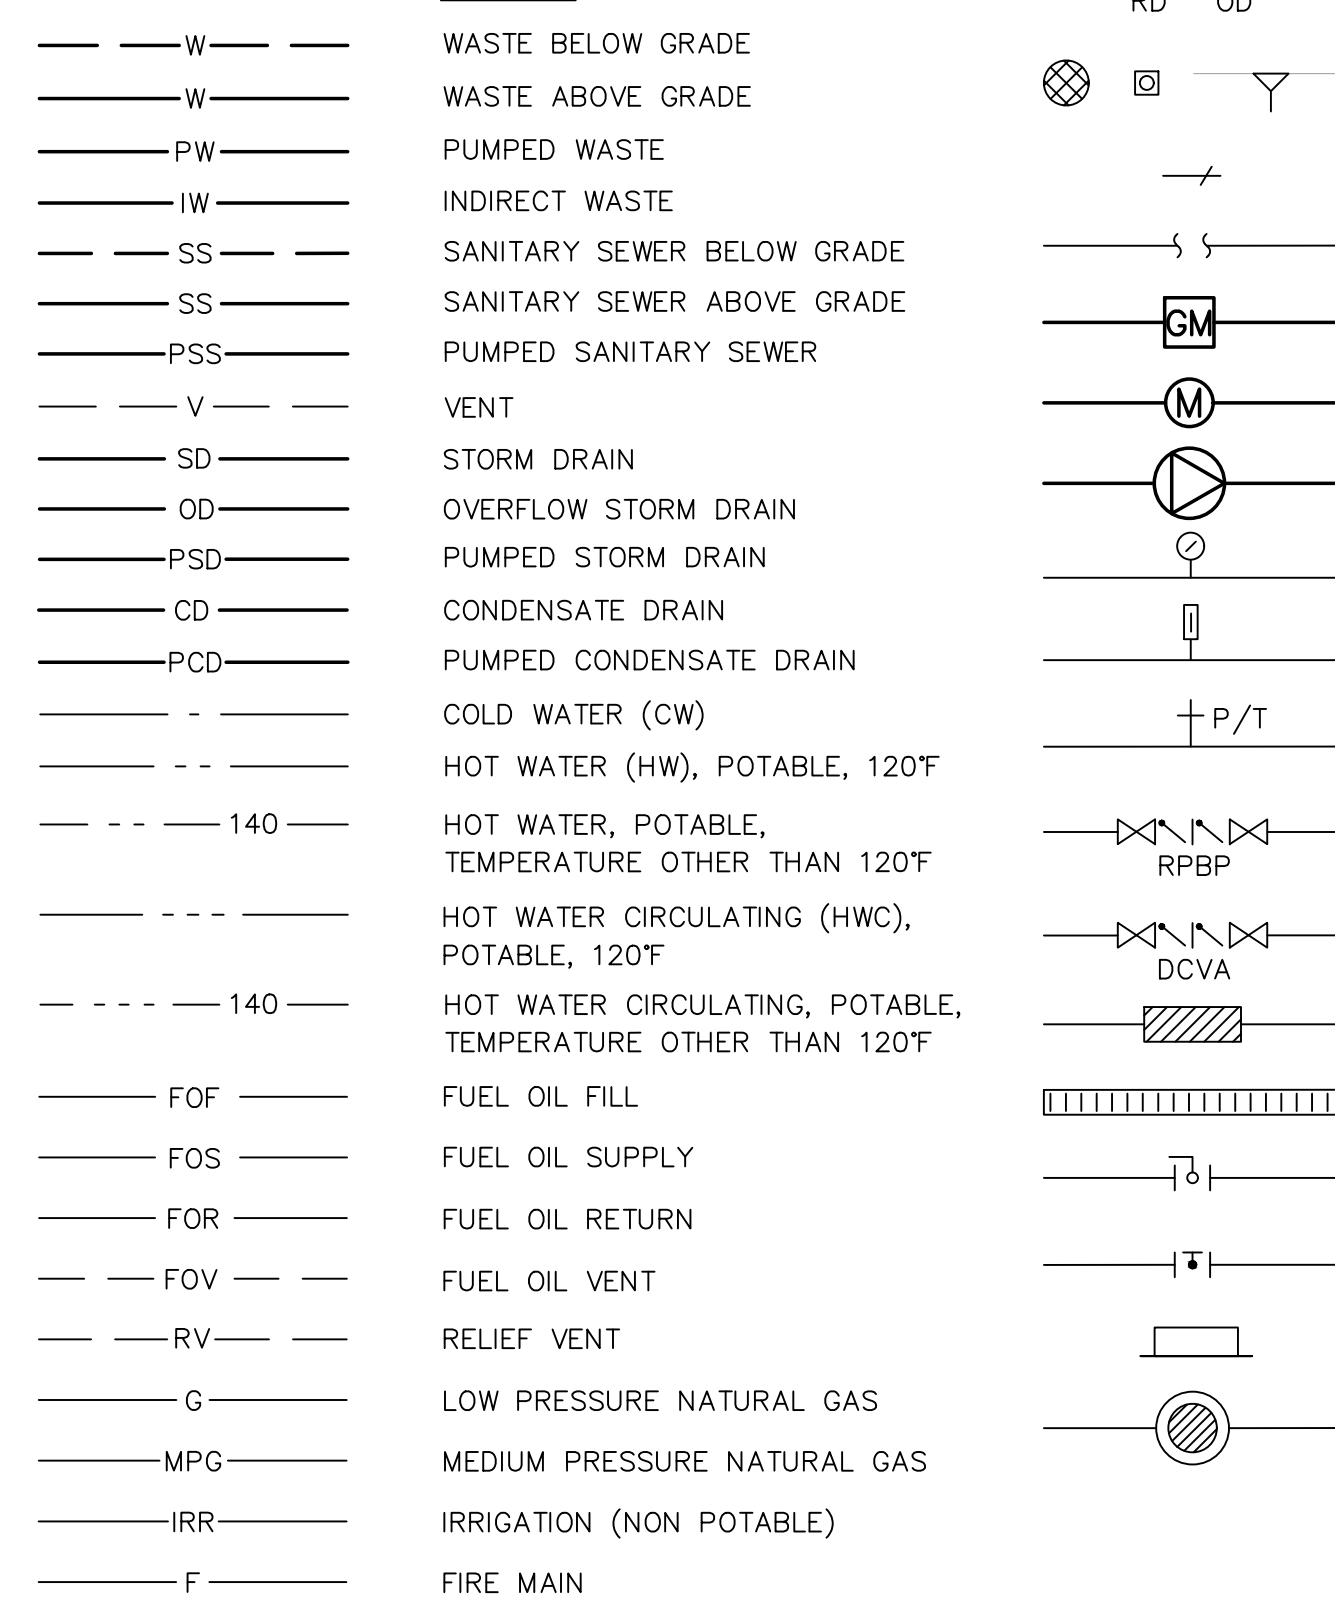 RD OD
W WASTE BELOW GRADE
W WASTE ABOVE GRADE
PW PUMPED WASTE
IW INDIRECT WASTE
SS SANITARY SEWER BELOW GRADE
SS SANITARY SEWER ABOVE GRADE
GM
PSS PUMPED SANITARY SEWER
V VENT
M
SD STORM DRAIN
OD OVERFLOW STORM DRAIN
PSD PUMPED STORM DRAIN
CD CONDENSATE DRAIN
PCD PUMPED CONDENSATE DRAIN
COLD WATER (CW)
P/T
HOT WATER (HW), POTABLE, 120°F
140 HOT WATER, POTABLE,
TEMPERATURE OTHER THAN 120°F
RPBP
HOT WATER CIRCULATING (HWC),
POTABLE, 120°F
DCVA
140 HOT WATER CIRCULATING, POTABLE,
TEMPERATURE OTHER THAN 120°F
FOF FUEL OIL FILL
FOS FUEL OIL SUPPLY
FOR FUEL OIL RETURN
FOV FUEL OIL VENT
RV RELIEF VENT
G LOW PRESSURE NATURAL GAS
MPG MEDIUM PRESSURE NATURAL GAS
IRR IRRIGATION (NON POTABLE)
F FIRE MAIN